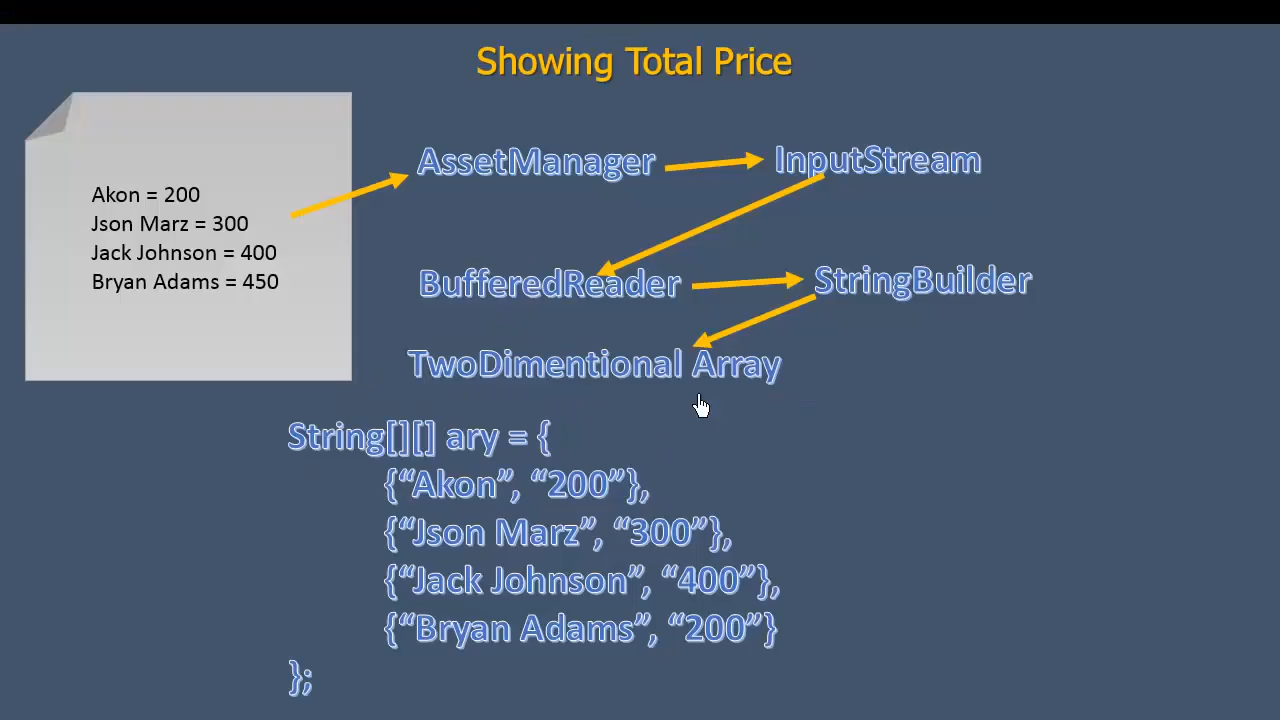 Showing Total Price
Akon = 200
Json Marz = 300
Jack Johnson = 400
Bryan Adams = 450
AssetManager
InputStream
BufferedReader
StringBuilder
TwoDimentional Array
String[][] ary = {
{“Akon”, “200”},
{“Json Marz”, “300”},
{“Jack Johnson”, “400”},
{“Bryan Adams”, “200”}
};